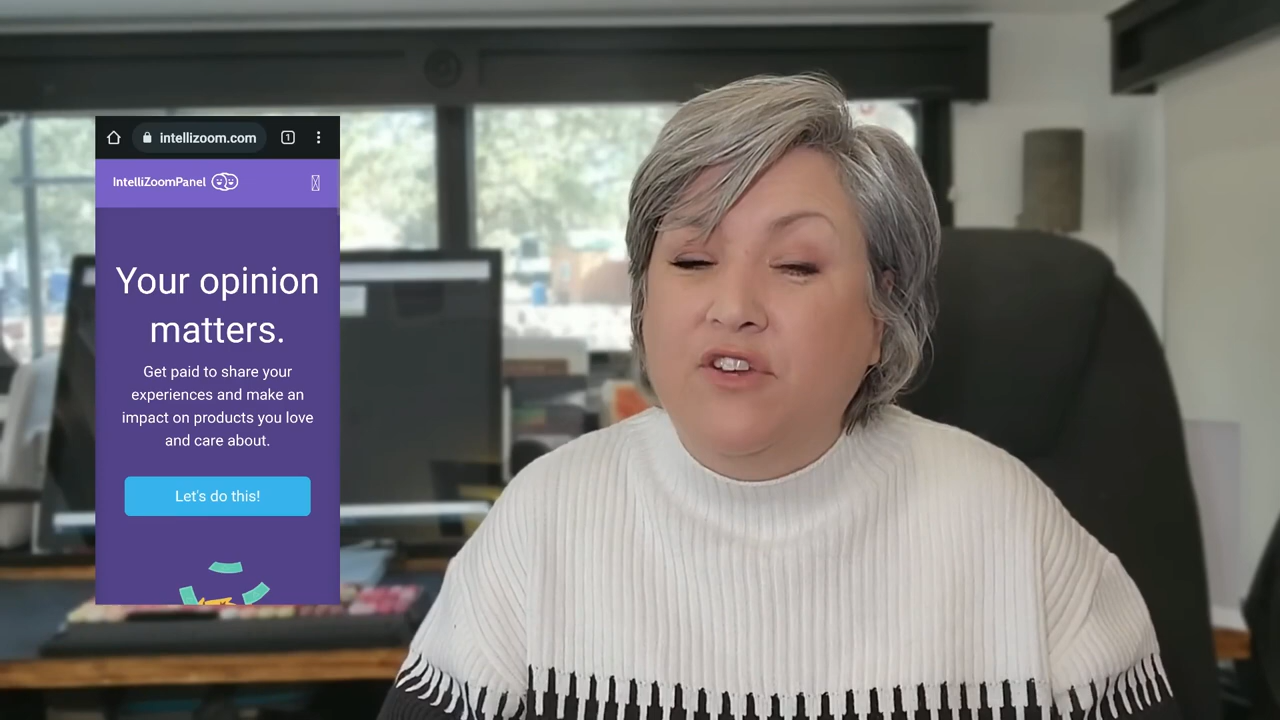 intellizoom.com
1
IntelliZoomPanel
Your opinion
matters.
Get paid to share your
experiences and make an
impact on products you love
and care about.
Let's do this!